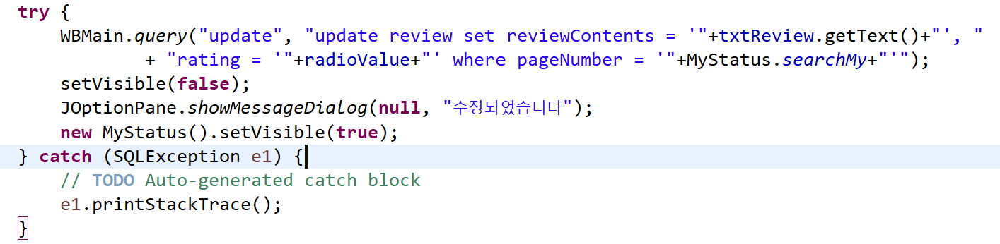 try {
    WBMain.query("update", "update review set reviewContents = '"+txtReview.getText()+"', "
            + "rating = '"+radioValue+"' where pageNumber = '"+MyStatus.searchMy+"'");
    setVisible(false);
    JOptionPane.showMessageDialog(null, "수정되었습니다");
    new MyStatus().setVisible(true);
} catch (SQLException e1) {
    // TODO Auto-generated catch block
    e1.printStackTrace();
}